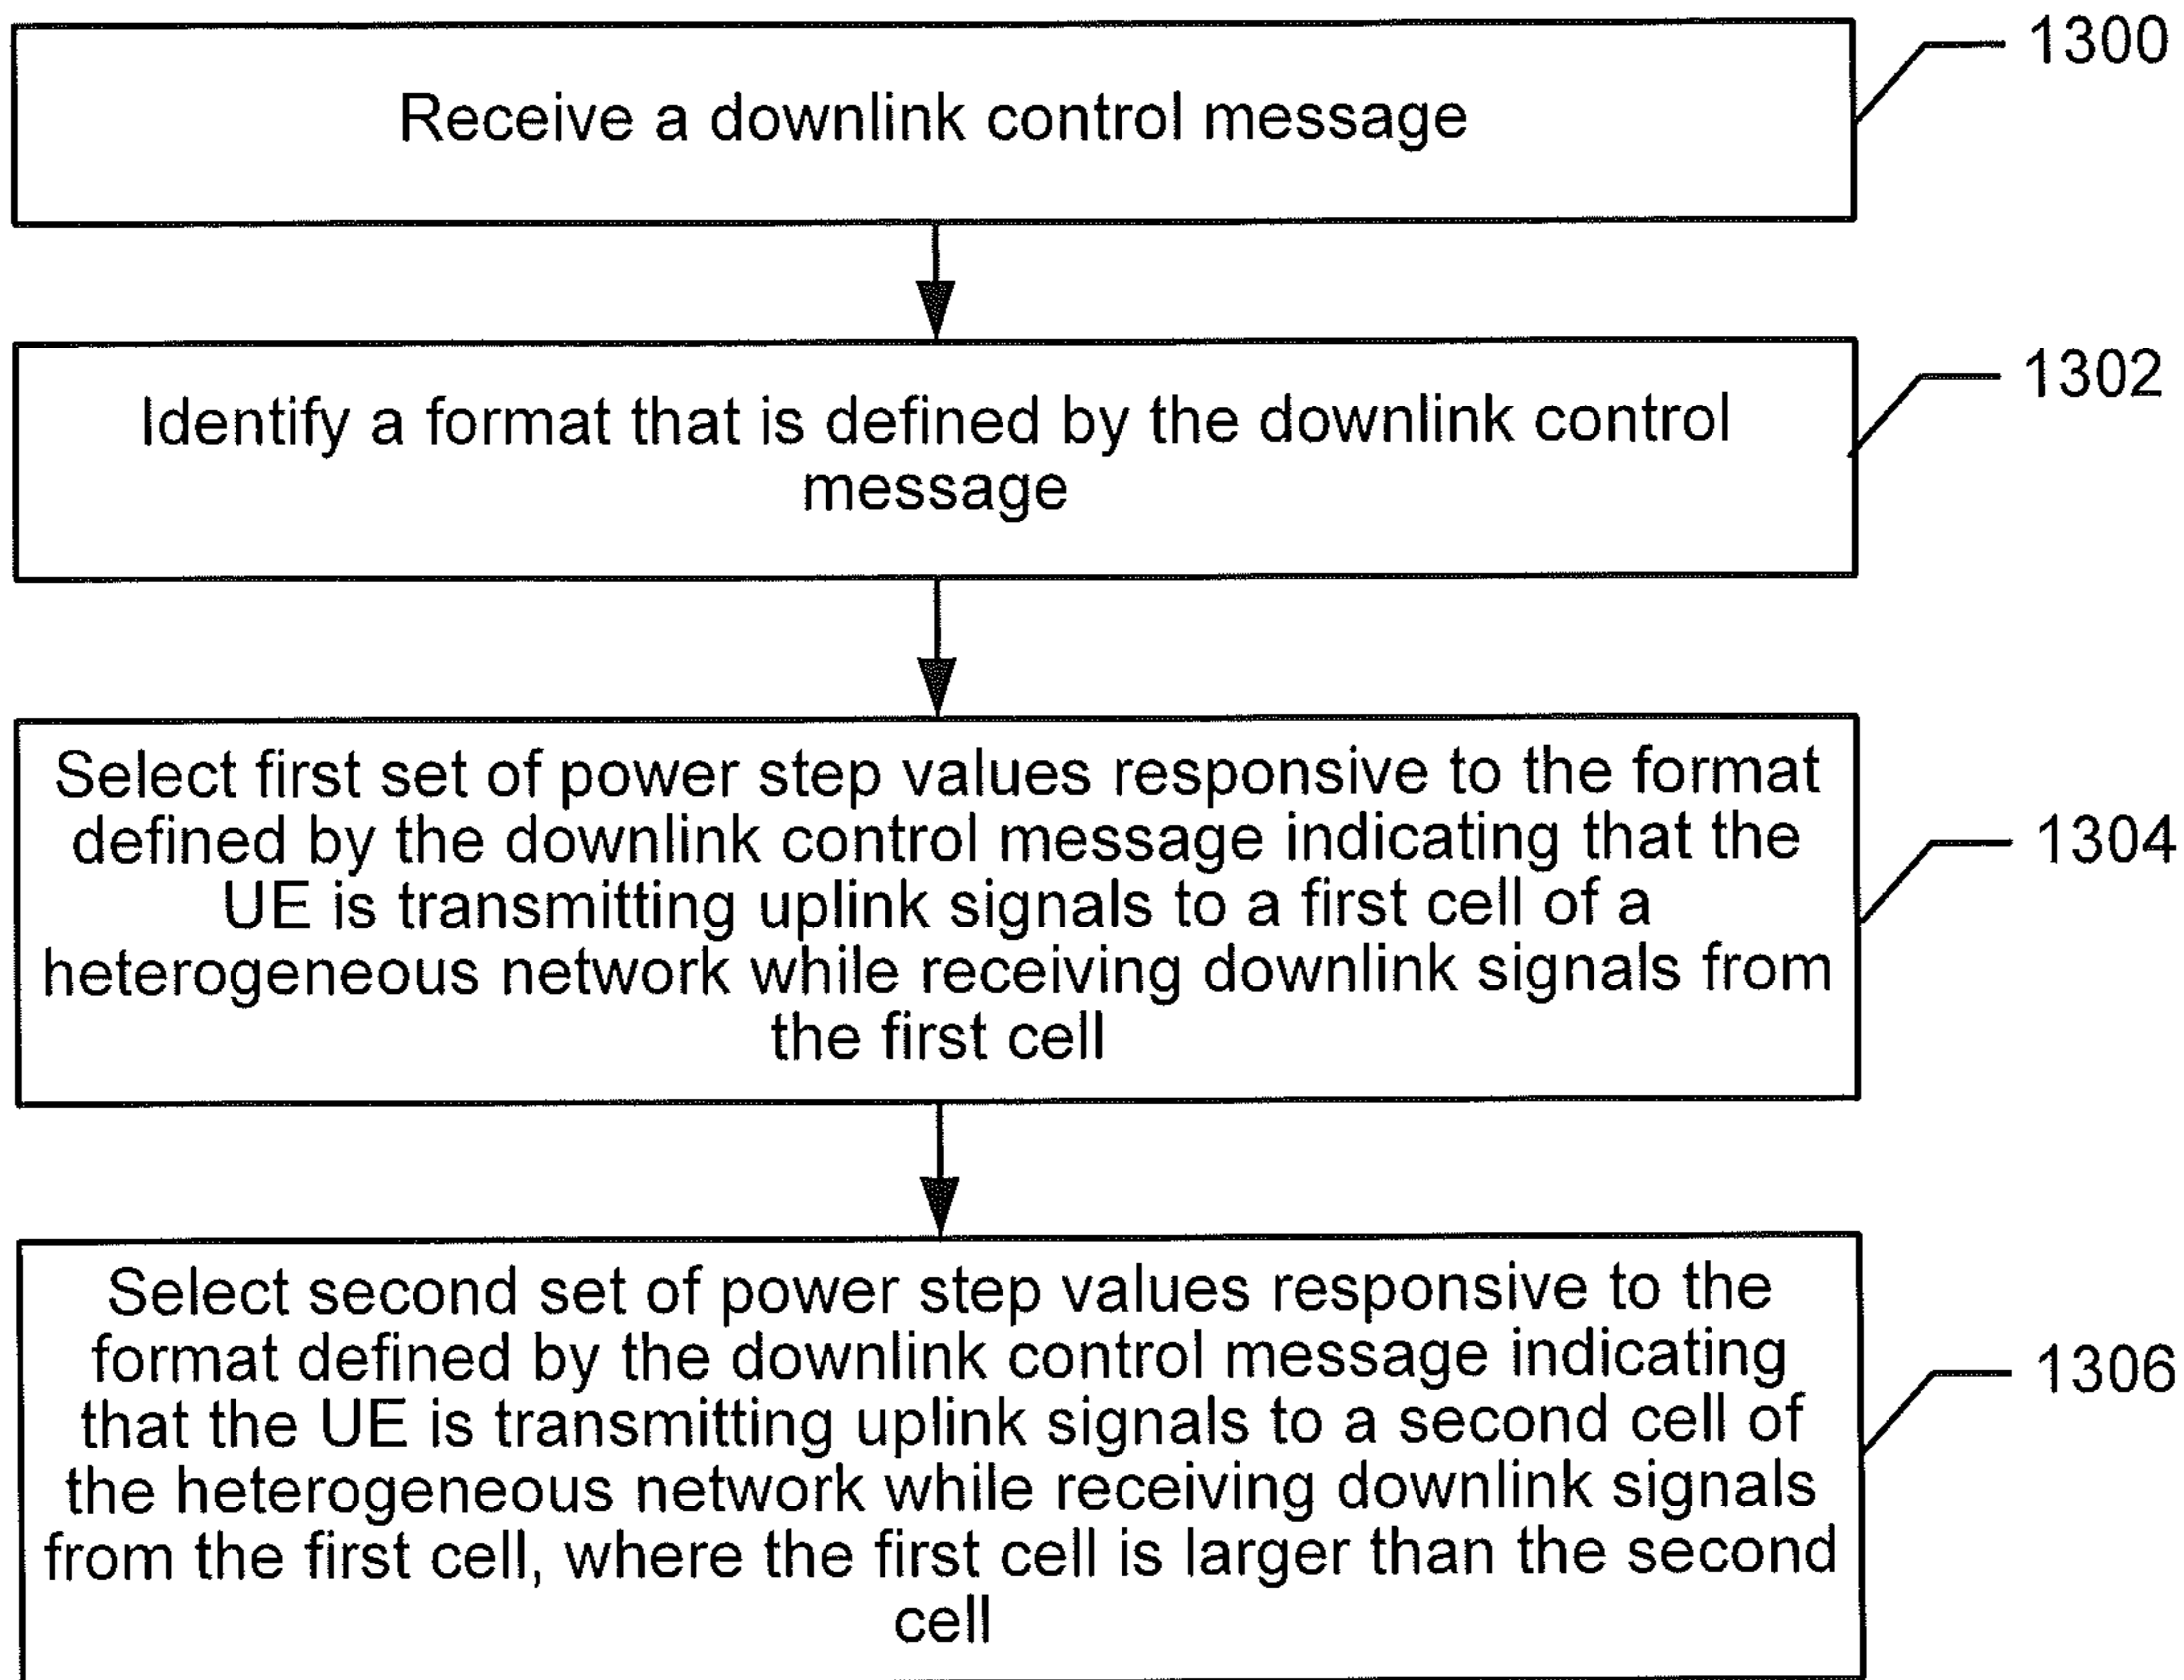 Receive a downlink control message
1300
Identify a format that is defined by the downlink control
message
1302
Select first set of power step values responsive to the format
defined by the downlink control message indicating that the
UE is transmitting uplink signals to a first cell of a
heterogeneous network while receiving downlink signals from
the first cell
1304
Select second set of power step values responsive to the
format defined by the downlink control message indicating
that the UE is transmitting uplink signals to a second cell of
the heterogeneous network while receiving downlink signals
from the first cell, where the first cell is larger than the second
cell
1306